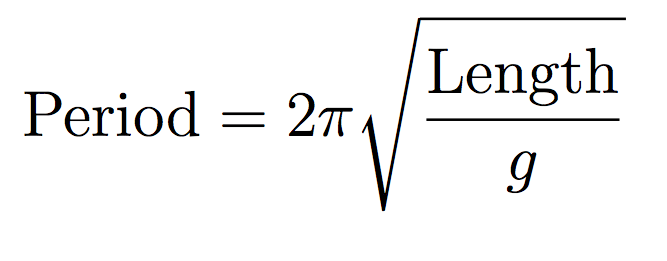 Period = 2π√(Length/g)